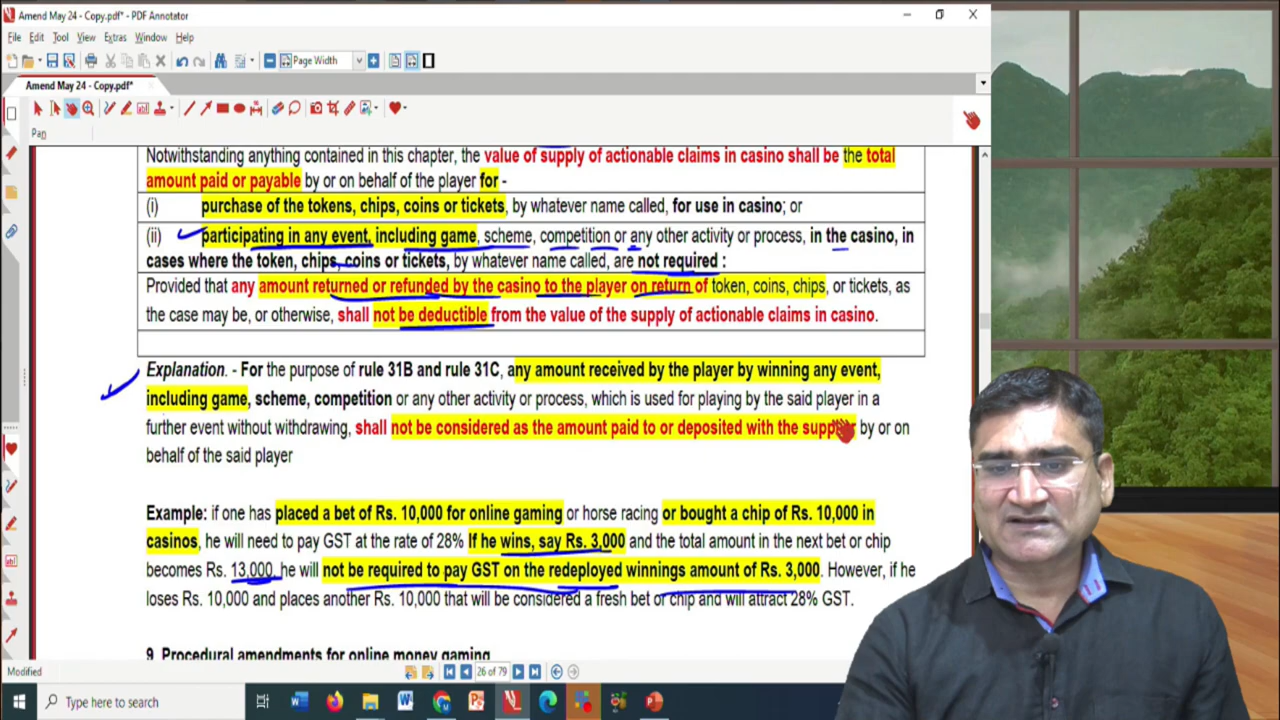 Amend May 24 - Copy.pdf* - PDF Annotator
File Edit Tool View Extras Window Help
Page Width
Amend May 24 - Copy.pdf*
Pan
Notwithstanding anything contained in this chapter, the value of supply of actionable claims in casino shall be the total
amount paid or payable by or on behalf of the player for -
(i) purchase of the tokens, chips, coins or tickets, by whatever name called, for use in casino; or
(ii) participating in any event, including game, scheme, competition or any other activity or process, in the casino, in
cases where the token, chips, coins or tickets, by whatever name called, are not required :
Provided that any amount returned or refunded by the casino to the player on return of token, coins, chips, or tickets, as
the case may be, or otherwise, shall not be deductible from the value of the supply of actionable claims in casino.
Explanation. - For the purpose of rule 31B and rule 31C, any amount received by the player by winning any event,
including game, scheme, competition or any other activity or process, which is used for playing by the said player in a
further event without withdrawing, shall not be considered as the amount paid to or deposited with the supplier by or on
behalf of the said player
Example: if one has placed a bet of Rs. 10,000 for online gaming or horse racing or bought a chip of Rs. 10,000 in
casinos, he will need to pay GST at the rate of 28% If he wins, say Rs. 3,000 and the total amount in the next bet or chip
becomes Rs. 13,000, he will not be required to pay GST on the redeployed winnings amount of Rs. 3,000. However, if he
loses Rs. 10,000 and places another Rs. 10,000 that will be considered a fresh bet or chip and will attract 28% GST.
9. Procedural amendments for online money gaming
Modified
26 of 79
Type here to search